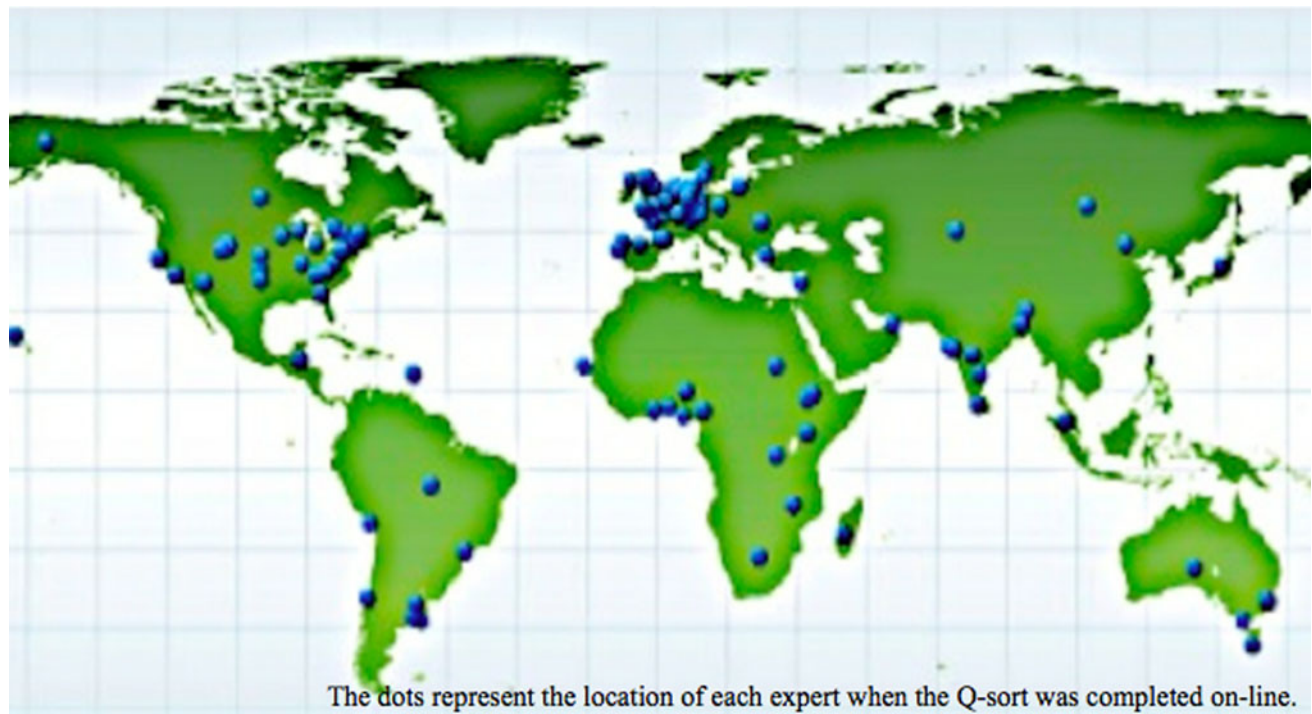 The dots represent the location of each expert when the Q-sort was completed on-line.